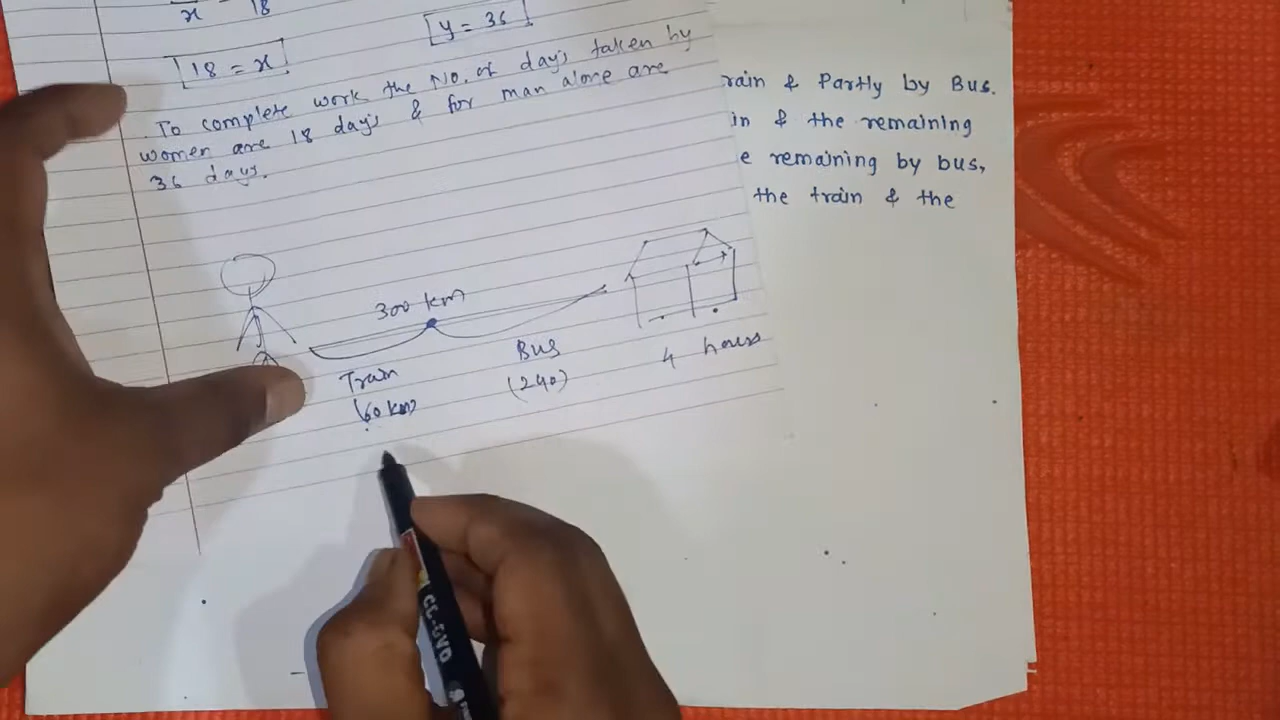 x 18
18 = x
y = 36
To complete work the No. of days taken by
women are 18 days & for man alone are
36 days.
rain & Partly by Bus.
in & the remaining
e remaining by bus,
the train & the
300 km
Train
(60 km)
Bus
(240)
4 hours